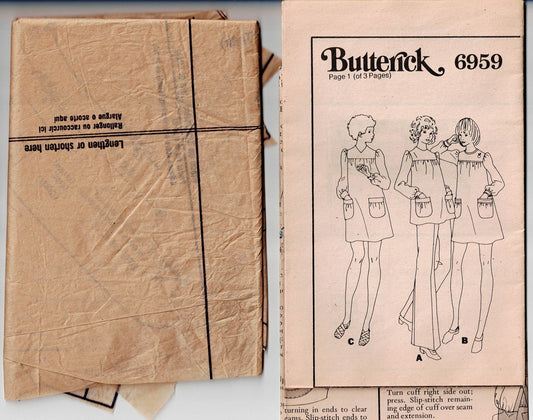 Lengthen or shorten here
Rallonger ou raccourcir ici
Alargue o acorte aquí
Butterick 6959
Page 1 (of 3 Pages)
C
A
B
turning in ends to clear
Slip-stitch ends to
Turn cuff right side out;
press. Slip-stitch remain-
ing edge of cuff over seam
and extension.